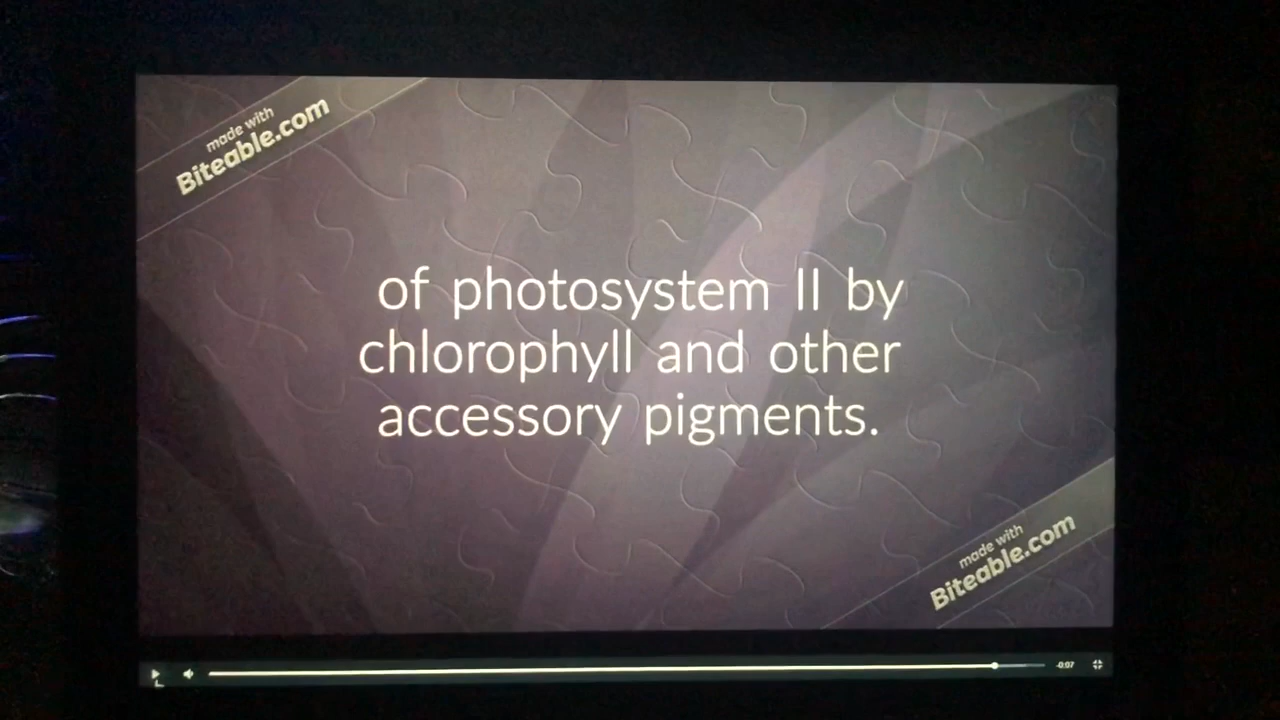 made with
Biteable.com
of photosystem II by
chlorophyll and other
accessory pigments.
made with
Biteable.com
-0:07